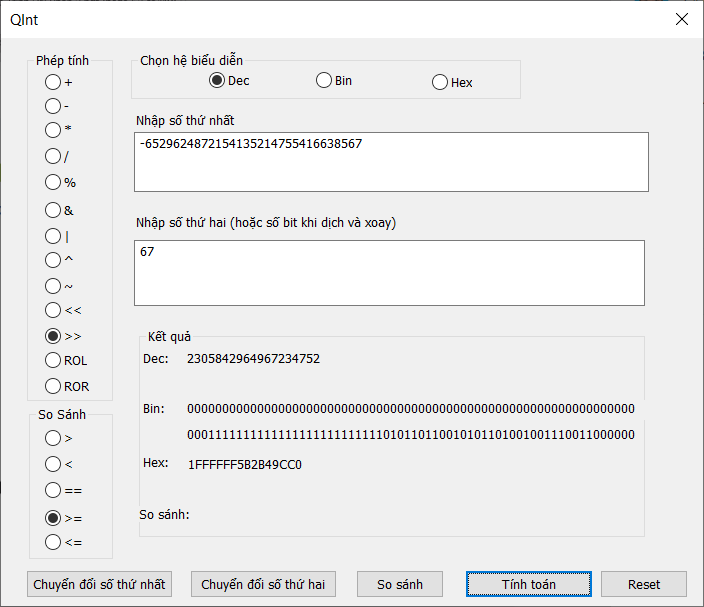 QInt
Phép tính
+
-
*
/
%
&
|
^
~
<<
>>
ROL
ROR
So Sánh
>
<
==
>=
<=
Chọn hệ biểu diễn
Dec Bin Hex
Nhập số thứ nhất
-6529624872154135214755416638567
Nhập số thứ hai (hoặc số bit khi dịch và xoay)
67
Kết quả
Dec: 2305842964967234752
Bin: 0000000000000000000000000000000000000000000000000000000000000000
0001111111111111111111111111010110110010101101001001110011000000
Hex: 1FFFFFF5B2B49CC0
So sánh:
Chuyển đổi số thứ nhất Chuyển đổi số thứ hai So sánh Tính toán Reset